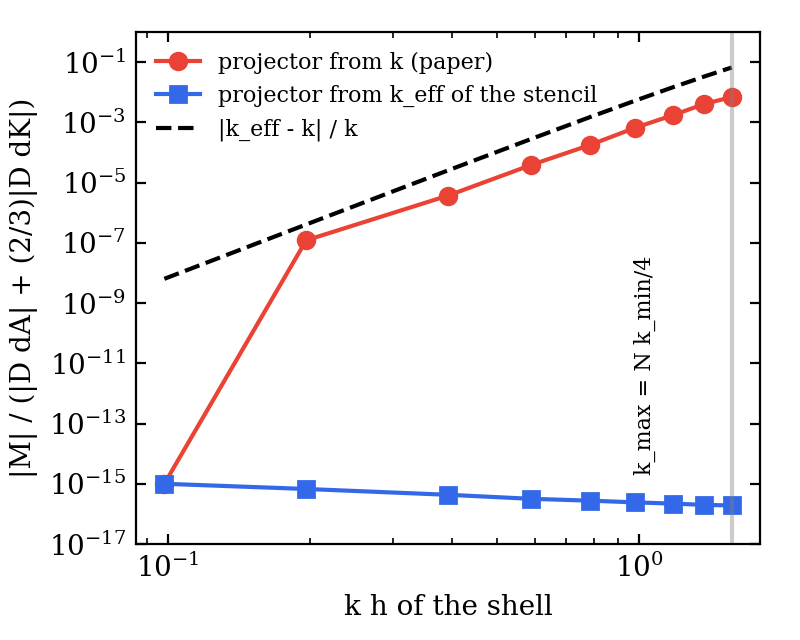 projector from k (paper)
projector from k_eff of the stencil
|k_eff - k| / k
|M| / (|D dA| + (2/3)|D dK|)
10⁻¹
10⁻³
10⁻⁵
10⁻⁷
10⁻⁹
10⁻¹¹
10⁻¹³
10⁻¹⁵
10⁻¹⁷
k_max = N k_min/4
10⁻¹ 10⁰
k h of the shell